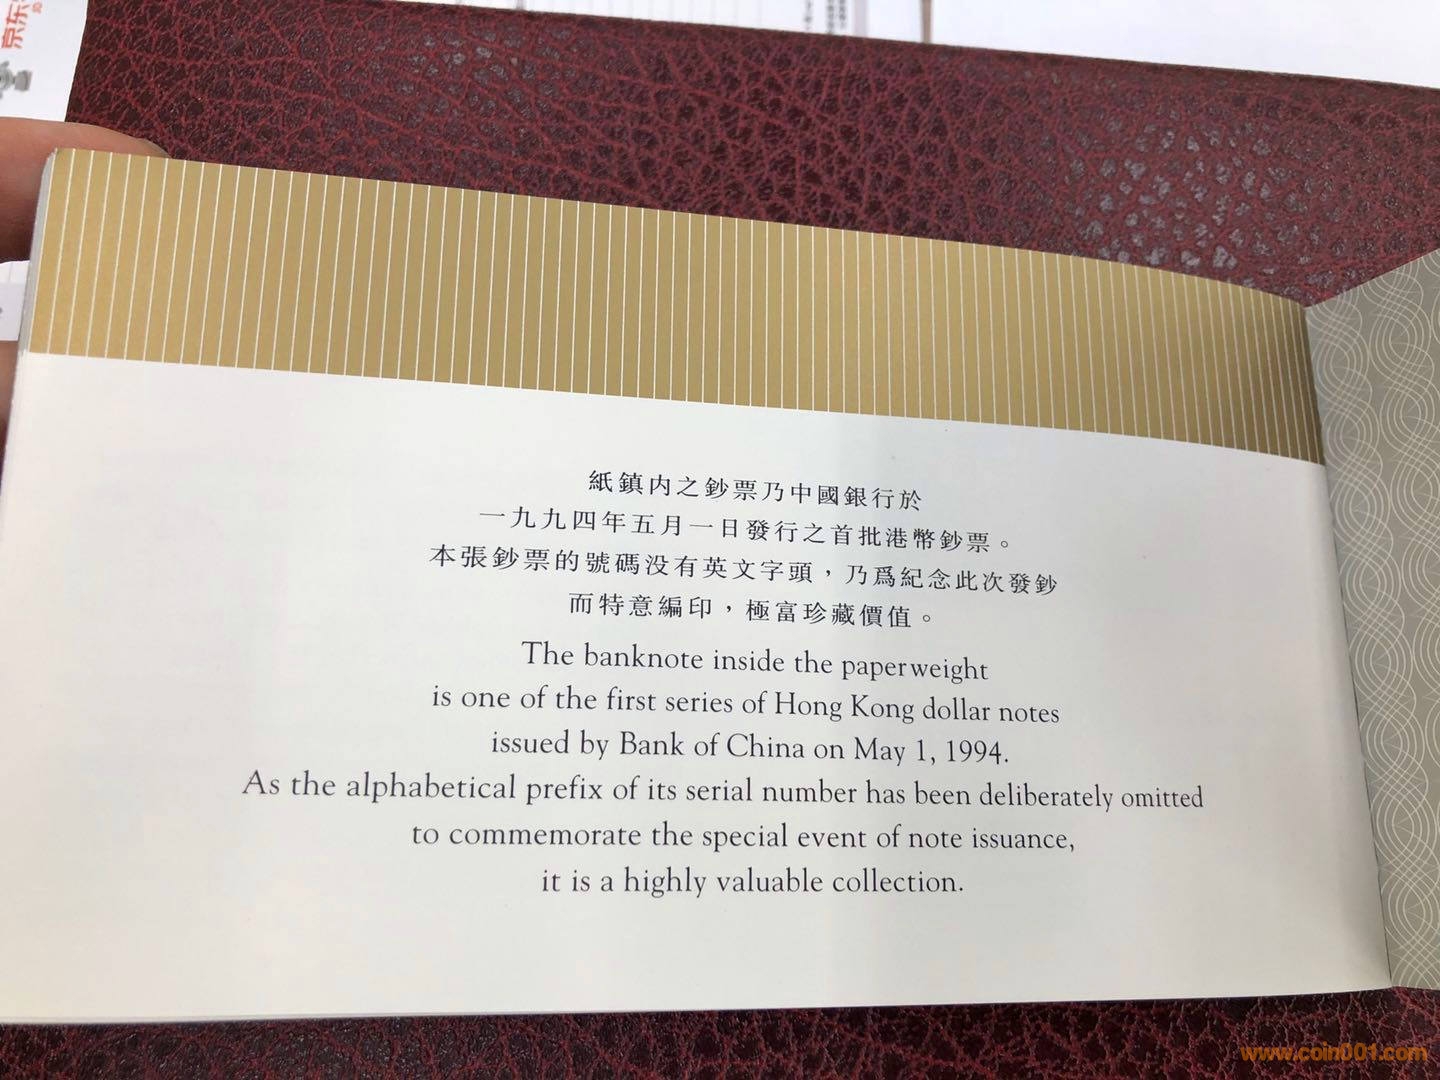 京东
JD
紙鎮内之鈔票乃中國銀行於
一九九四年五月一日發行之首批港幣鈔票。
本張鈔票的號碼没有英文字頭，乃爲紀念此次發鈔
而特意編印，極富珍藏價值。
The banknote inside the paperweight
is one of the first series of Hong Kong dollar notes
issued by Bank of China on May 1, 1994.
As the alphabetical prefix of its serial number has been deliberately omitted
to commemorate the special event of note issuance,
it is a highly valuable collection.
www.coin001.com